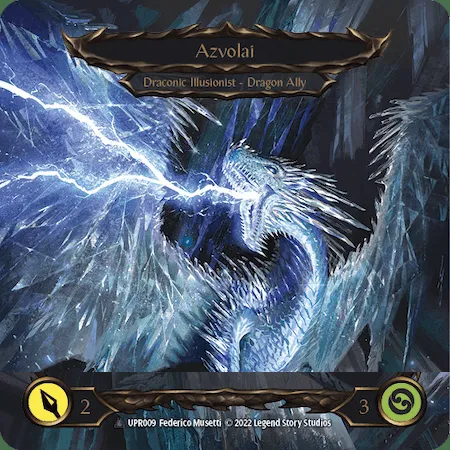 Azvolai
Draconic Illusionist - Dragon Ally
2
3
UPR009 Federico Musetti © 2022 Legend Story Studios